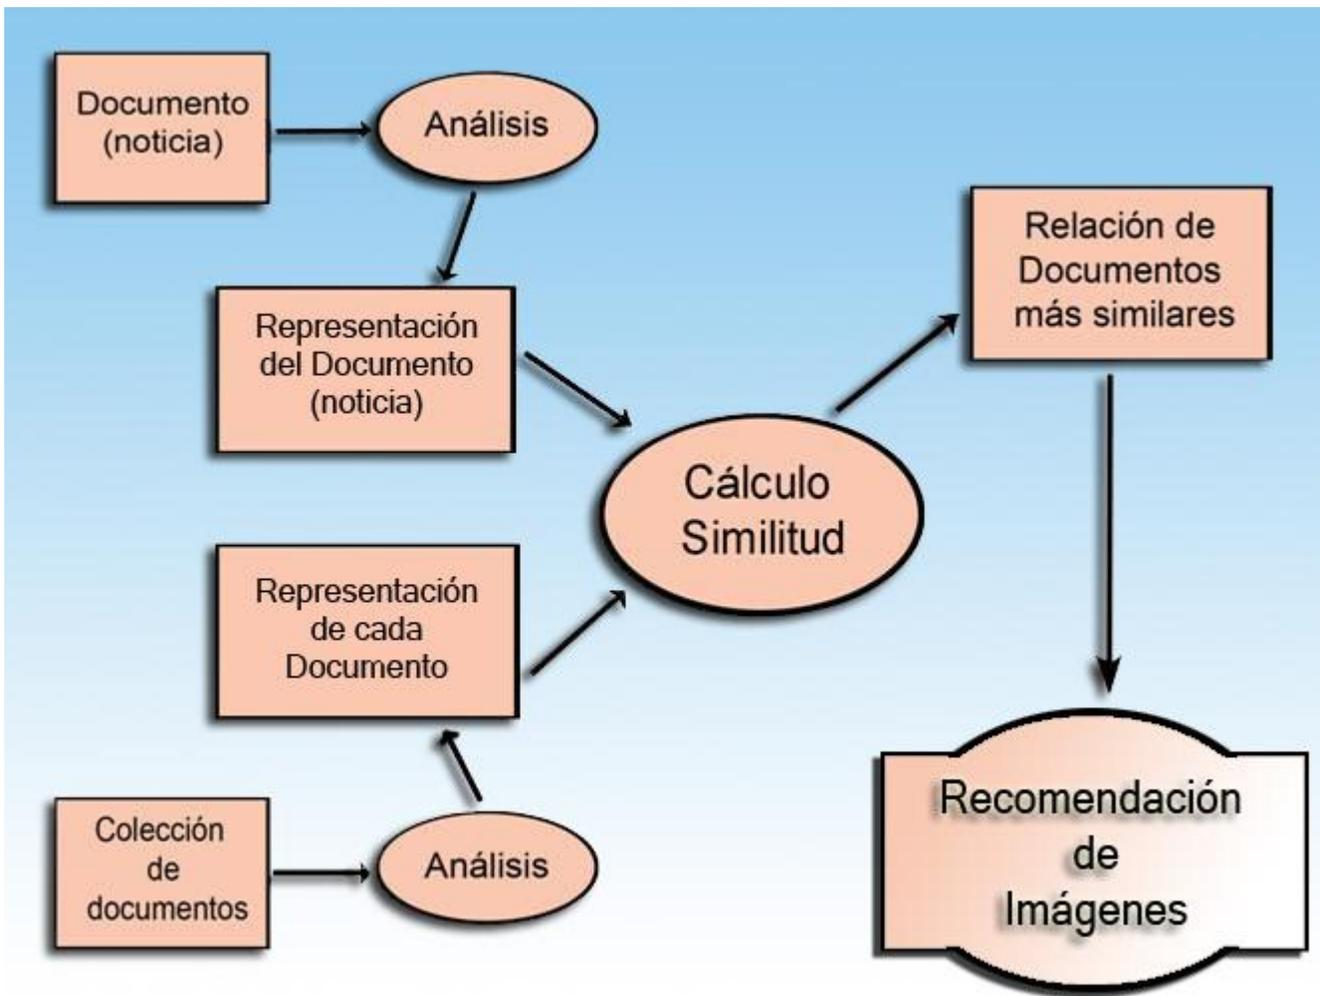 Documento
(noticia)
Análisis
Representación
del Documento
(noticia)
Relación de
Documentos
más similares
Cálculo
Similitud
Representación
de cada
Documento
Colección
de
documentos
Análisis
Recomendación
de
Imágenes